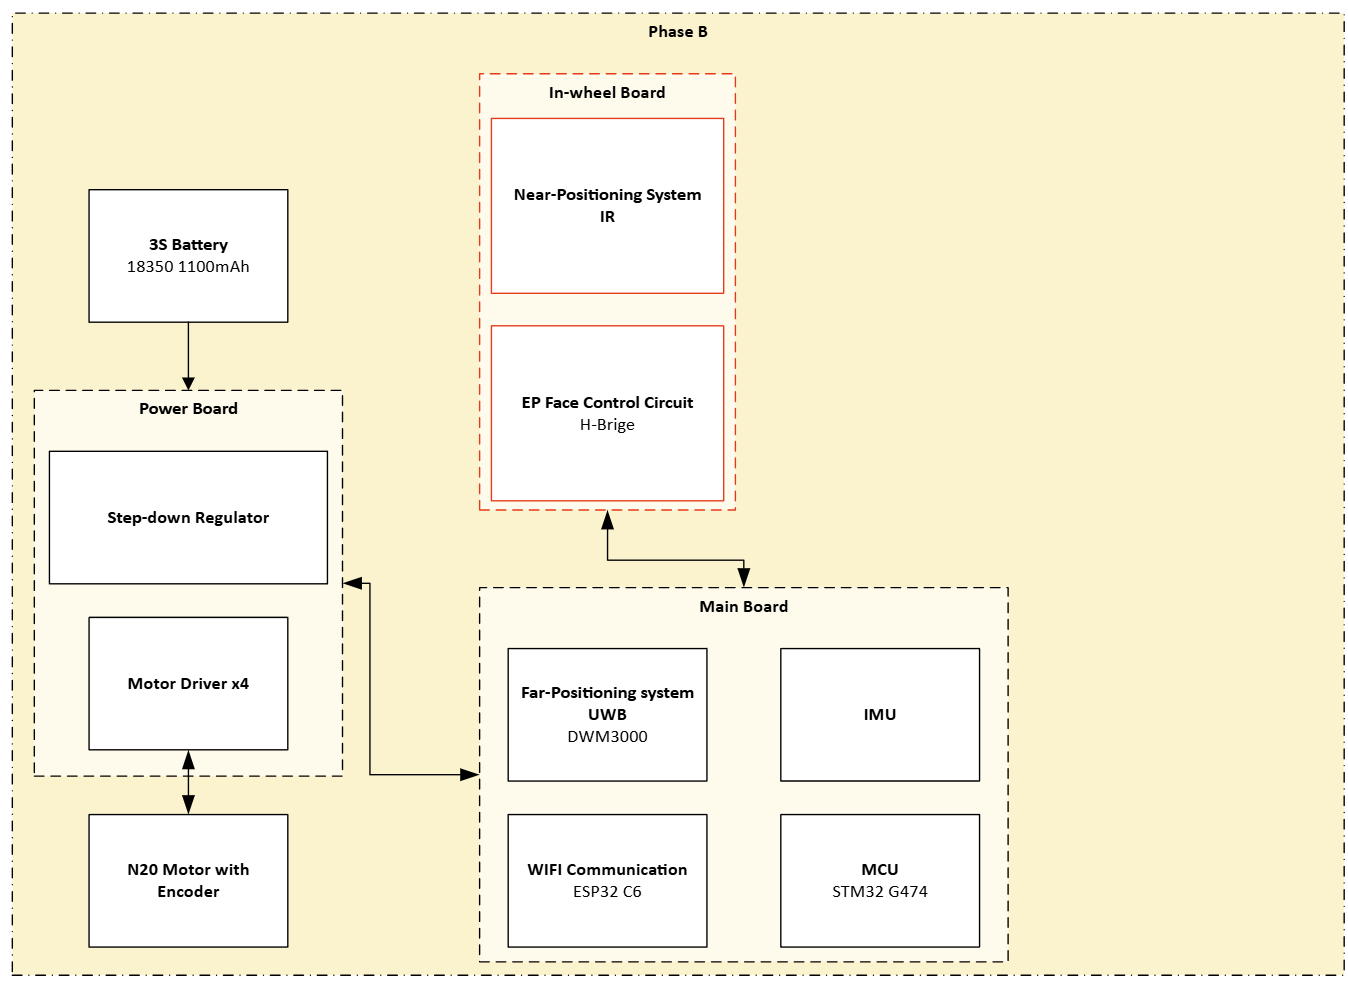 Phase B
In-wheel Board
Near-Positioning System
IR
EP Face Control Circuit
H-Brige
3S Battery
18350 1100mAh
Power Board
Step-down Regulator
Motor Driver x4
N20 Motor with
Encoder
Main Board
Far-Positioning system
UWB
DWM3000
IMU
WIFI Communication
ESP32 C6
MCU
STM32 G474